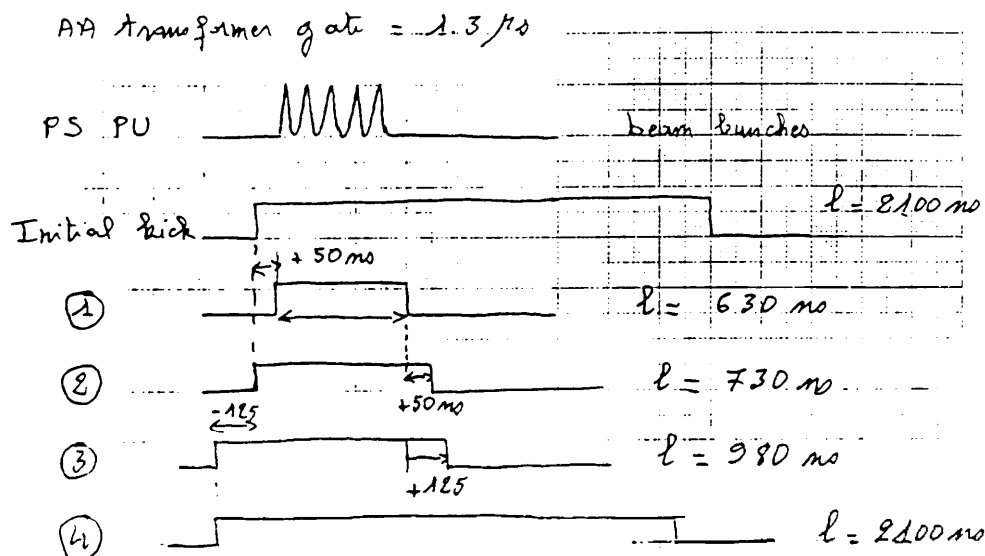 AA transformer gate = 1.3 µs
PS PU
beam bunches
Initial kick
l = 2100 ns
+ 50 ns
1
l = 630 ns
2
+50 ns
l = 730 ns
-125
3
+125
l = 980 ns
4
l = 2100 ns